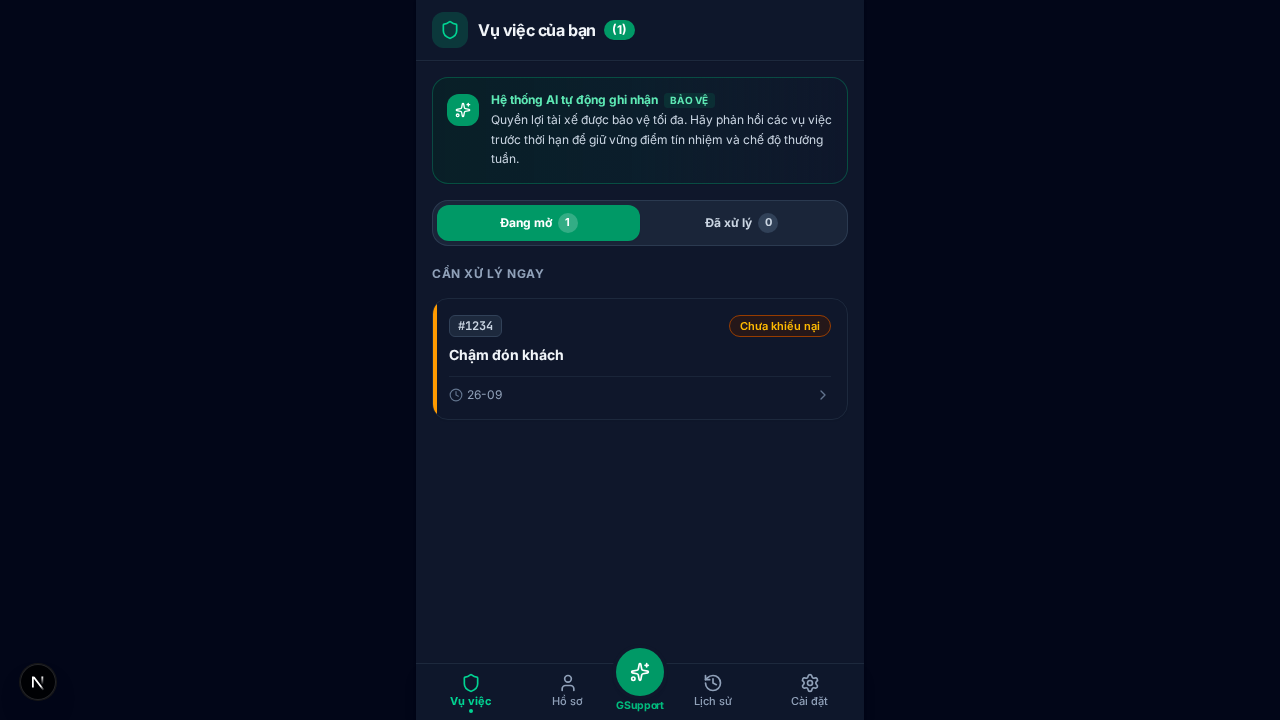 Vụ việc của bạn (1)
Hệ thống AI tự động ghi nhận BẢO VỆ
Quyền lợi tài xế được bảo vệ tối đa. Hãy phản hồi các vụ việc
trước thời hạn để giữ vững điểm tín nhiệm và chế độ thưởng
tuần.
Đang mở 1
Đã xử lý 0
CẦN XỬ LÝ NGAY
#1234
Chưa khiếu nại
Chậm đón khách
26-09
N
Vụ việc
Hồ sơ
GSupport
Lịch sử
Cài đặt